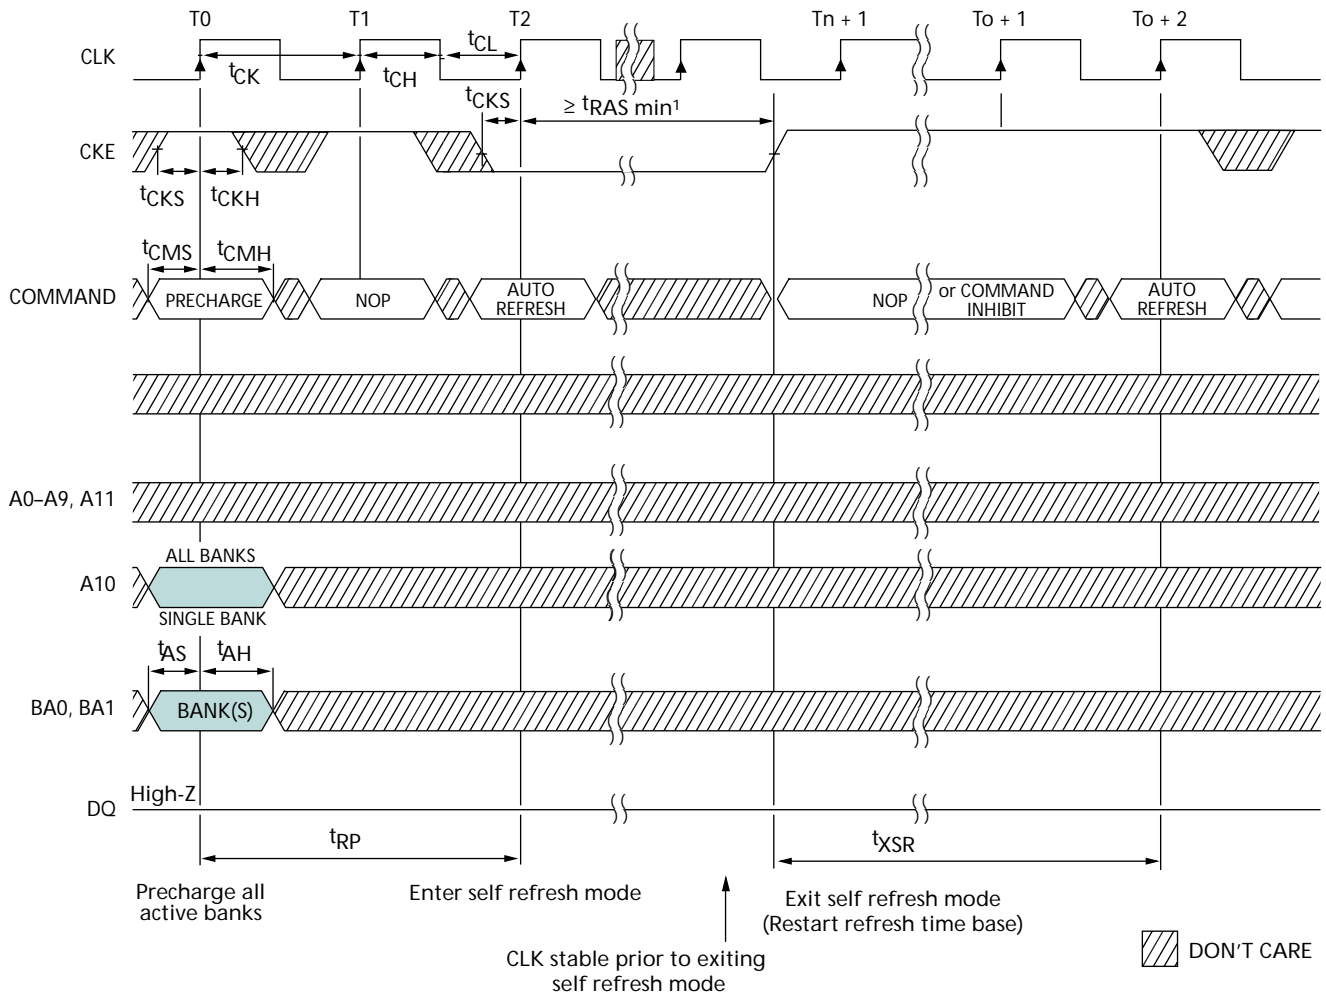 T0 T1 T2 Tn + 1 To + 1 To + 2
CLK
tCK tCH tCL
tCKS ≥ tRAS min¹
CKE
tCKS tCKH
tCMS tCMH
COMMAND PRECHARGE NOP AUTO REFRESH NOP or COMMAND INHIBIT AUTO REFRESH
A0–A9, A11
ALL BANKS
A10
SINGLE BANK
tAS tAH
BA0, BA1 BANK(S)
High-Z
DQ
tRP tXSR
Precharge all
active banks
Enter self refresh mode
Exit self refresh mode
(Restart refresh time base)
CLK stable prior to exiting
self refresh mode
DON'T CARE